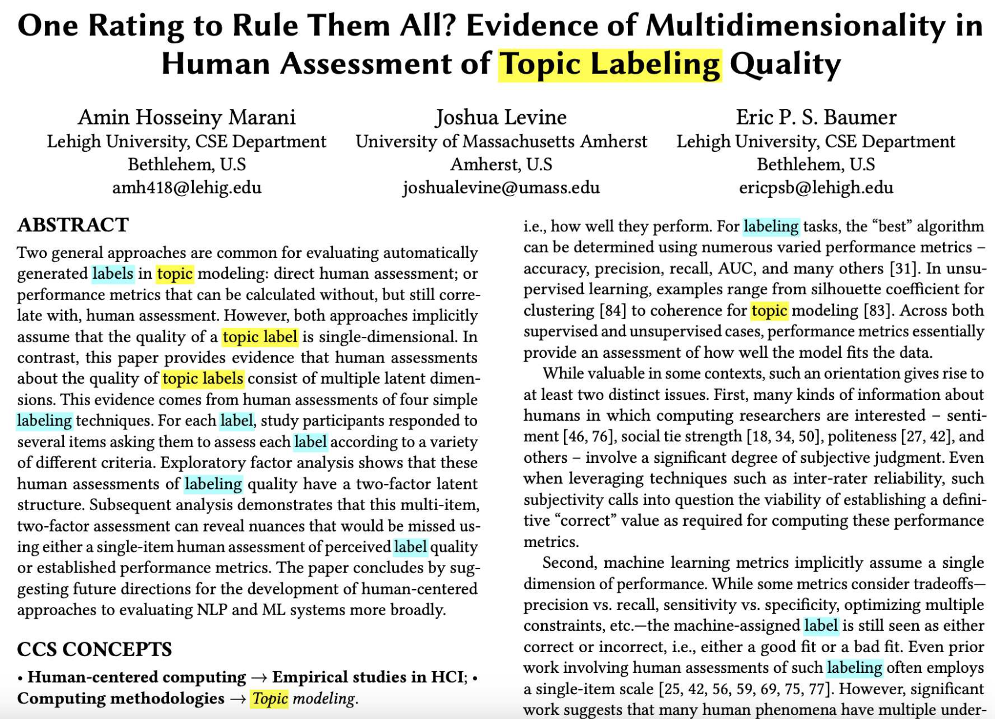 One Rating to Rule Them All? Evidence of Multidimensionality in
Human Assessment of Topic Labeling Quality
Amin Hosseiny Marani
Lehigh University, CSE Department
Bethlehem, U.S
amh418@lehig.edu
Joshua Levine
University of Massachusetts Amherst
Amherst, U.S
joshualevine@umass.edu
Eric P. S. Baumer
Lehigh University, CSE Department
Bethlehem, U.S
ericpsb@lehigh.edu
ABSTRACT
Two general approaches are common for evaluating automatically
generated labels in topic modeling: direct human assessment; or
performance metrics that can be calculated without, but still corre-
late with, human assessment. However, both approaches implicitly
assume that the quality of a topic label is single-dimensional. In
contrast, this paper provides evidence that human assessments
about the quality of topic labels consist of multiple latent dimen-
sions. This evidence comes from human assessments of four simple
labeling techniques. For each label, study participants responded to
several items asking them to assess each label according to a variety
of different criteria. Exploratory factor analysis shows that these
human assessments of labeling quality have a two-factor latent
structure. Subsequent analysis demonstrates that this multi-item,
two-factor assessment can reveal nuances that would be missed us-
ing either a single-item human assessment of perceived label quality
or established performance metrics. The paper concludes by sug-
gesting future directions for the development of human-centered
approaches to evaluating NLP and ML systems more broadly.
CCS CONCEPTS
• Human-centered computing → Empirical studies in HCI; •
Computing methodologies → Topic modeling.
i.e., how well they perform. For labeling tasks, the “best” algorithm
can be determined using numerous varied performance metrics –
accuracy, precision, recall, AUC, and many others [31]. In unsu-
pervised learning, examples range from silhouette coefficient for
clustering [84] to coherence for topic modeling [83]. Across both
supervised and unsupervised cases, performance metrics essentially
provide an assessment of how well the model fits the data.
While valuable in some contexts, such an orientation gives rise to
at least two distinct issues. First, many kinds of information about
humans in which computing researchers are interested – senti-
ment [46, 76], social tie strength [18, 34, 50], politeness [27, 42], and
others – involve a significant degree of subjective judgment. Even
when leveraging techniques such as inter-rater reliability, such
subjectivity calls into question the viability of establishing a defini-
tive “correct” value as required for computing these performance
metrics.
Second, machine learning metrics implicitly assume a single
dimension of performance. While some metrics consider tradeoffs—
precision vs. recall, sensitivity vs. specificity, optimizing multiple
constraints, etc.—the machine-assigned label is still seen as either
correct or incorrect, i.e., either a good fit or a bad fit. Even prior
work involving human assessments of such labeling often employs
a single-item scale [25, 42, 56, 59, 69, 75, 77]. However, significant
work suggests that many human phenomena have multiple under-